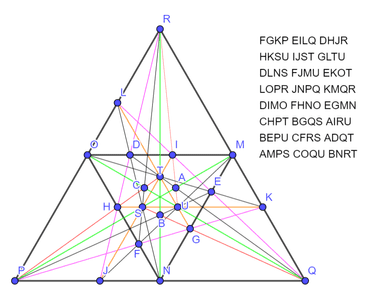 R
L
FGKP EILQ DHJR
HKSU IJST GLTU
DLNS FJMU EKOT
LOPR JNPQ KMQR
DIMO FHNO EGMN
CHPT BGQS AIRU
BEPU CFRS ADQT
AMPS COQU BNRT
O D I M
T
C A E
H S U K
B
G
F
P J N Q